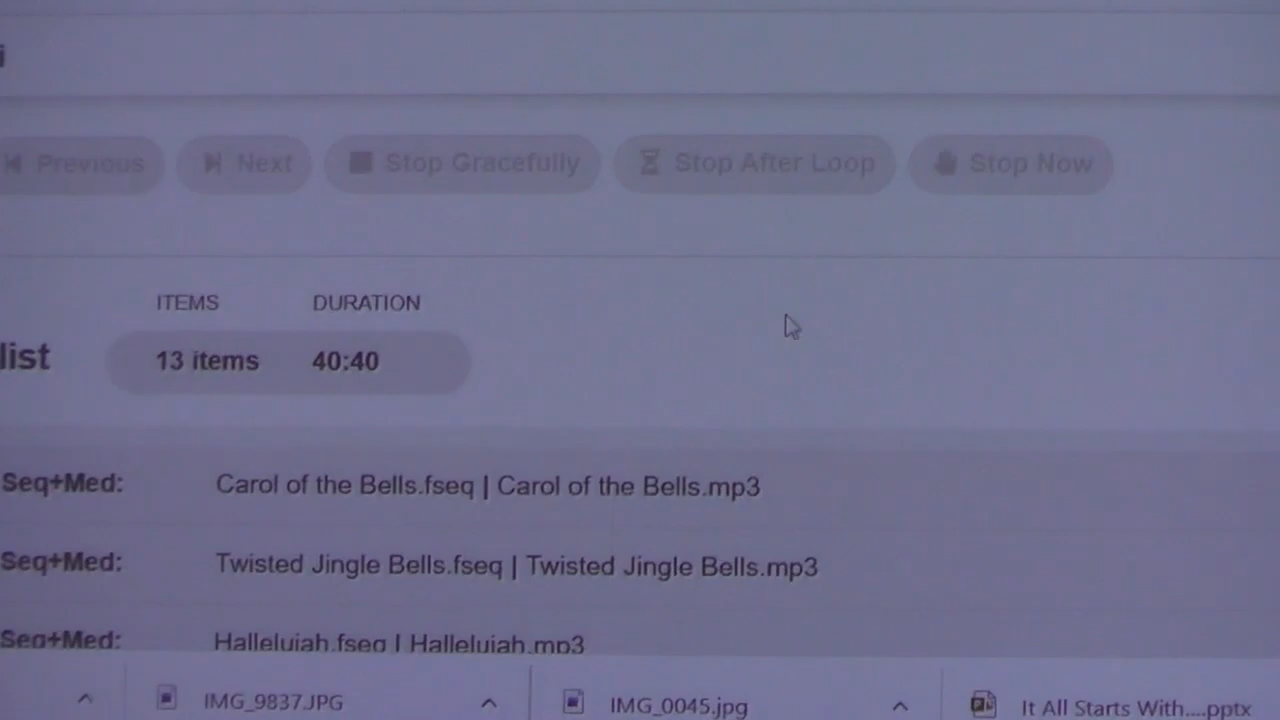 i
Previous Next Stop Gracefully Stop After Loop Stop Now
ITEMS DURATION
list 13 items 40:40
Seq+Med: Carol of the Bells.fseq | Carol of the Bells.mp3
Seq+Med: Twisted Jingle Bells.fseq | Twisted Jingle Bells.mp3
Seq+Med: Hallelujah.fseq | Hallelujah.mp3
IMG_9837.JPG IMG_0045.jpg It All Starts With....pptx